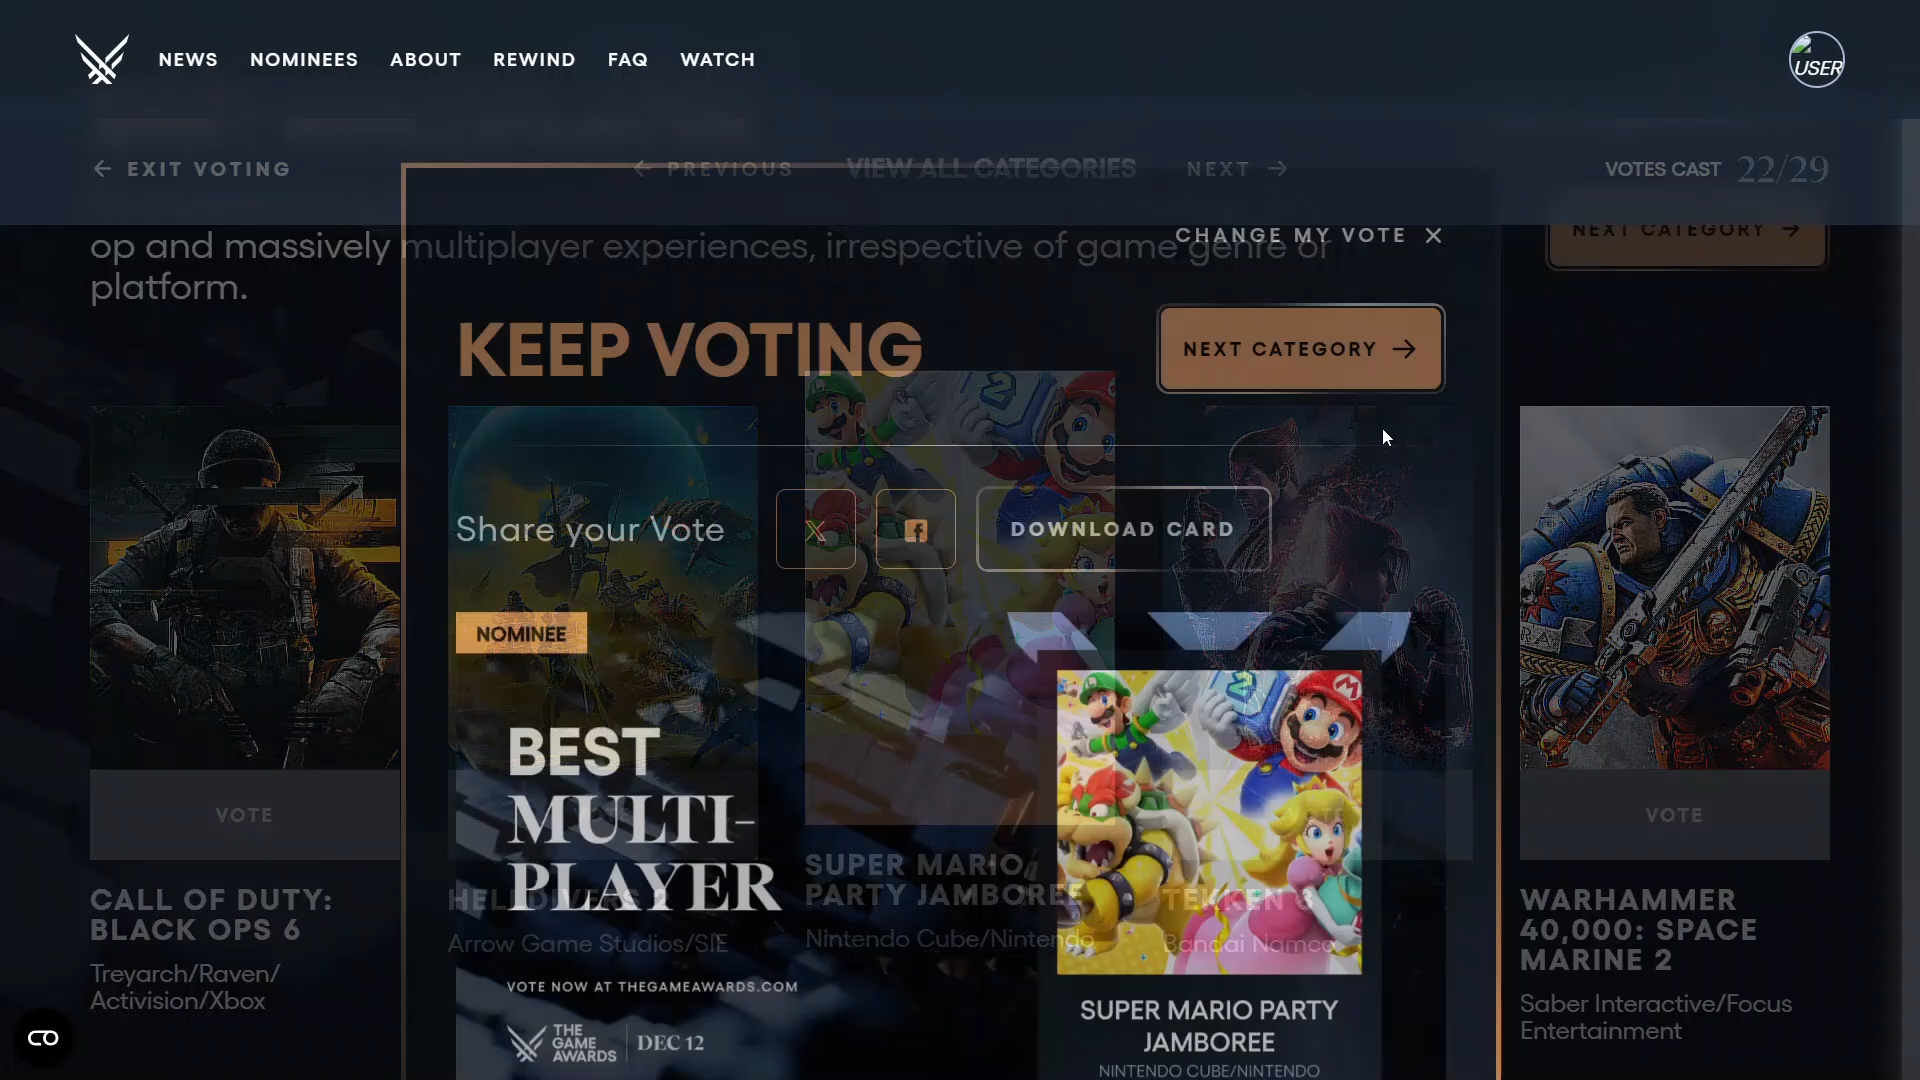 NEWS
NOMINEES
ABOUT
REWIND
FAQ
WATCH
USER
EXIT VOTING
PREVIOUS
VIEW ALL CATEGORIES
NEXT
VOTES CAST 22/29
op and massively multiplayer experiences, irrespective of game genre or
platform.
NEXT CATEGORY
CHANGE MY VOTE
KEEP VOTING
NEXT CATEGORY
Share your Vote
DOWNLOAD CARD
NOMINEE
BEST
MULTI-
PLAYER
VOTE NOW AT THEGAMEAWARDS.COM
THE
GAME
AWARDS
DEC 12
SUPER MARIO PARTY
JAMBOREE
NINTENDO CUBE/NINTENDO
VOTE
CALL OF DUTY:
BLACK OPS 6
Treyarch/Raven/
Activision/Xbox
HELLDIVERS 2
Arrow Game Studios/SIE
SUPER MARIO
PARTY JAMBOREE
Nintendo Cube/Nintendo
TEKKEN 8
Bandai Namco
VOTE
WARHAMMER
40,000: SPACE
MARINE 2
Saber Interactive/Focus
Entertainment